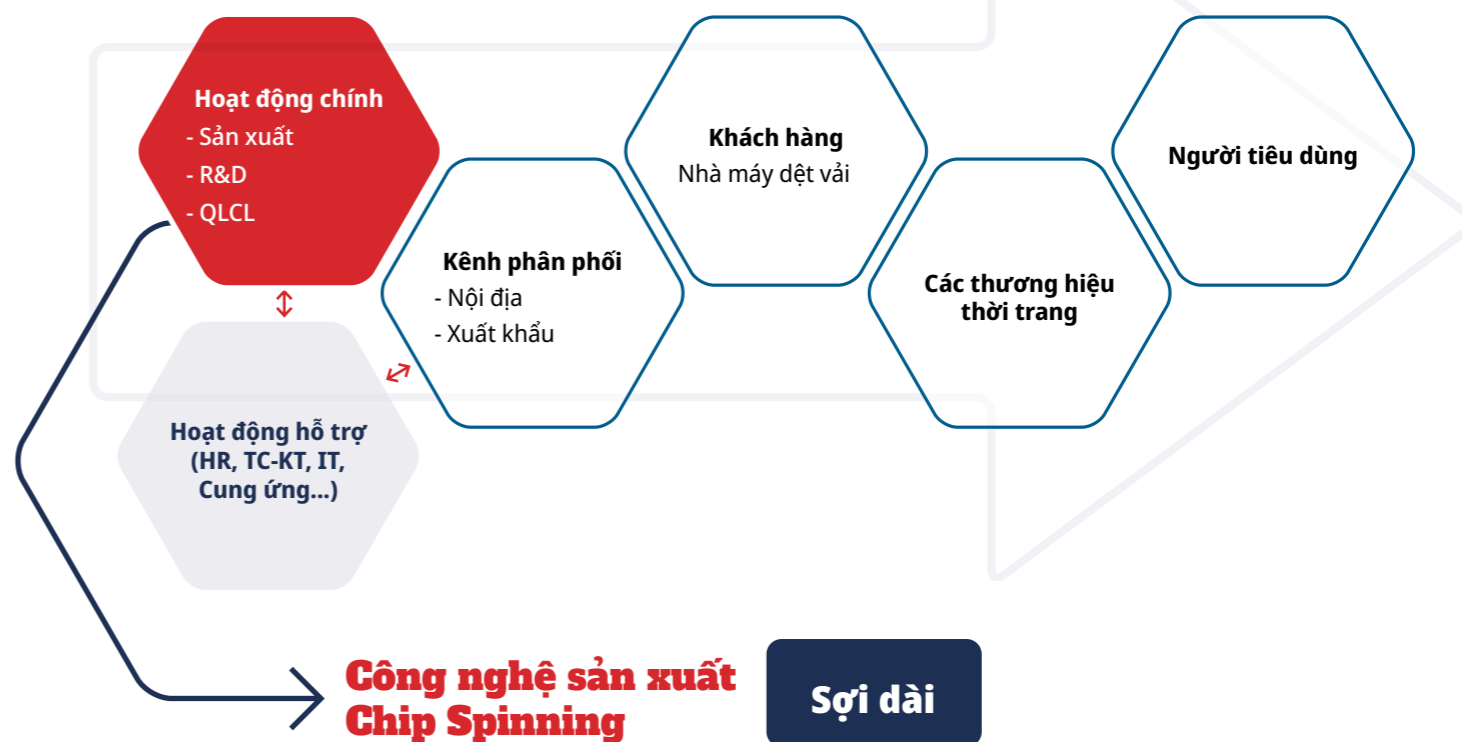 Hoạt động chính
- Sản xuất
- R&D
- QLCL
Kênh phân phối
- Nội địa
- Xuất khẩu
Khách hàng
Nhà máy dệt vải
Các thương hiệu
thời trang
Người tiêu dùng
Hoạt động hỗ trợ
(HR, TC-KT, IT,
Cung ứng...)
Công nghệ sản xuất
Chip Spinning
Sợi dài